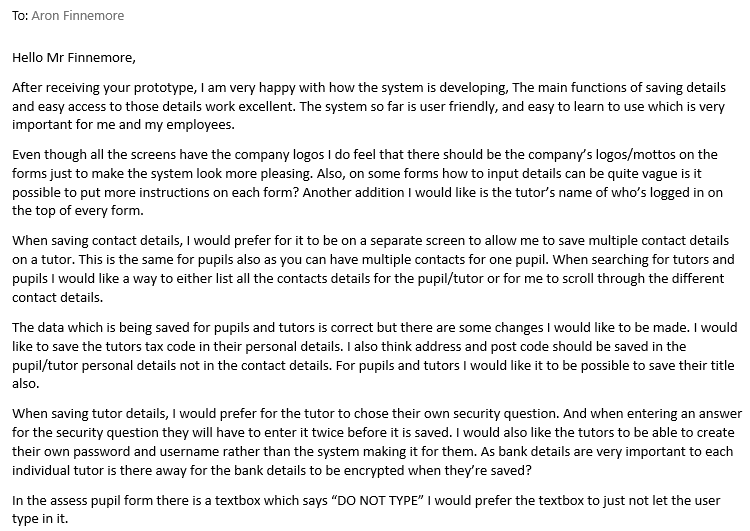 To: Aron Finnemore
Hello Mr Finnemore,
After receiving your prototype, I am very happy with how the system is developing, The main functions of saving details
and easy access to those details work excellent. The system so far is user friendly, and easy to learn to use which is very
important for me and my employees.
Even though all the screens have the company logos I do feel that there should be the company's logos/mottos on the
forms just to make the system look more pleasing. Also, on some forms how to input details can be quite vague is it
possible to put more instructions on each form? Another addition I would like is the tutor's name of who's logged in on
the top of every form.
When saving contact details, I would prefer for it to be on a separate screen to allow me to save multiple contact details
on a tutor. This is the same for pupils also as you can have multiple contacts for one pupil. When searching for tutors and
pupils I would like a way to either list all the contacts details for the pupil/tutor or for me to scroll through the different
contact details.
The data which is being saved for pupils and tutors is correct but there are some changes I would like to be made. I would
like to save the tutors tax code in their personal details. I also think address and post code should be saved in the
pupil/tutor personal details not in the contact details. For pupils and tutors I would like it to be possible to save their title
also.
When saving tutor details, I would prefer for the tutor to chose their own security question. And when entering an answer
for the security question they will have to enter it twice before it is saved. I would also like the tutors to be able to create
their own password and username rather than the system making it for them. As bank details are very important to each
individual tutor is there away for the bank details to be encrypted when they're saved?
In the assess pupil form there is a textbox which says “DO NOT TYPE” I would prefer the textbox to just not let the user
type in it.